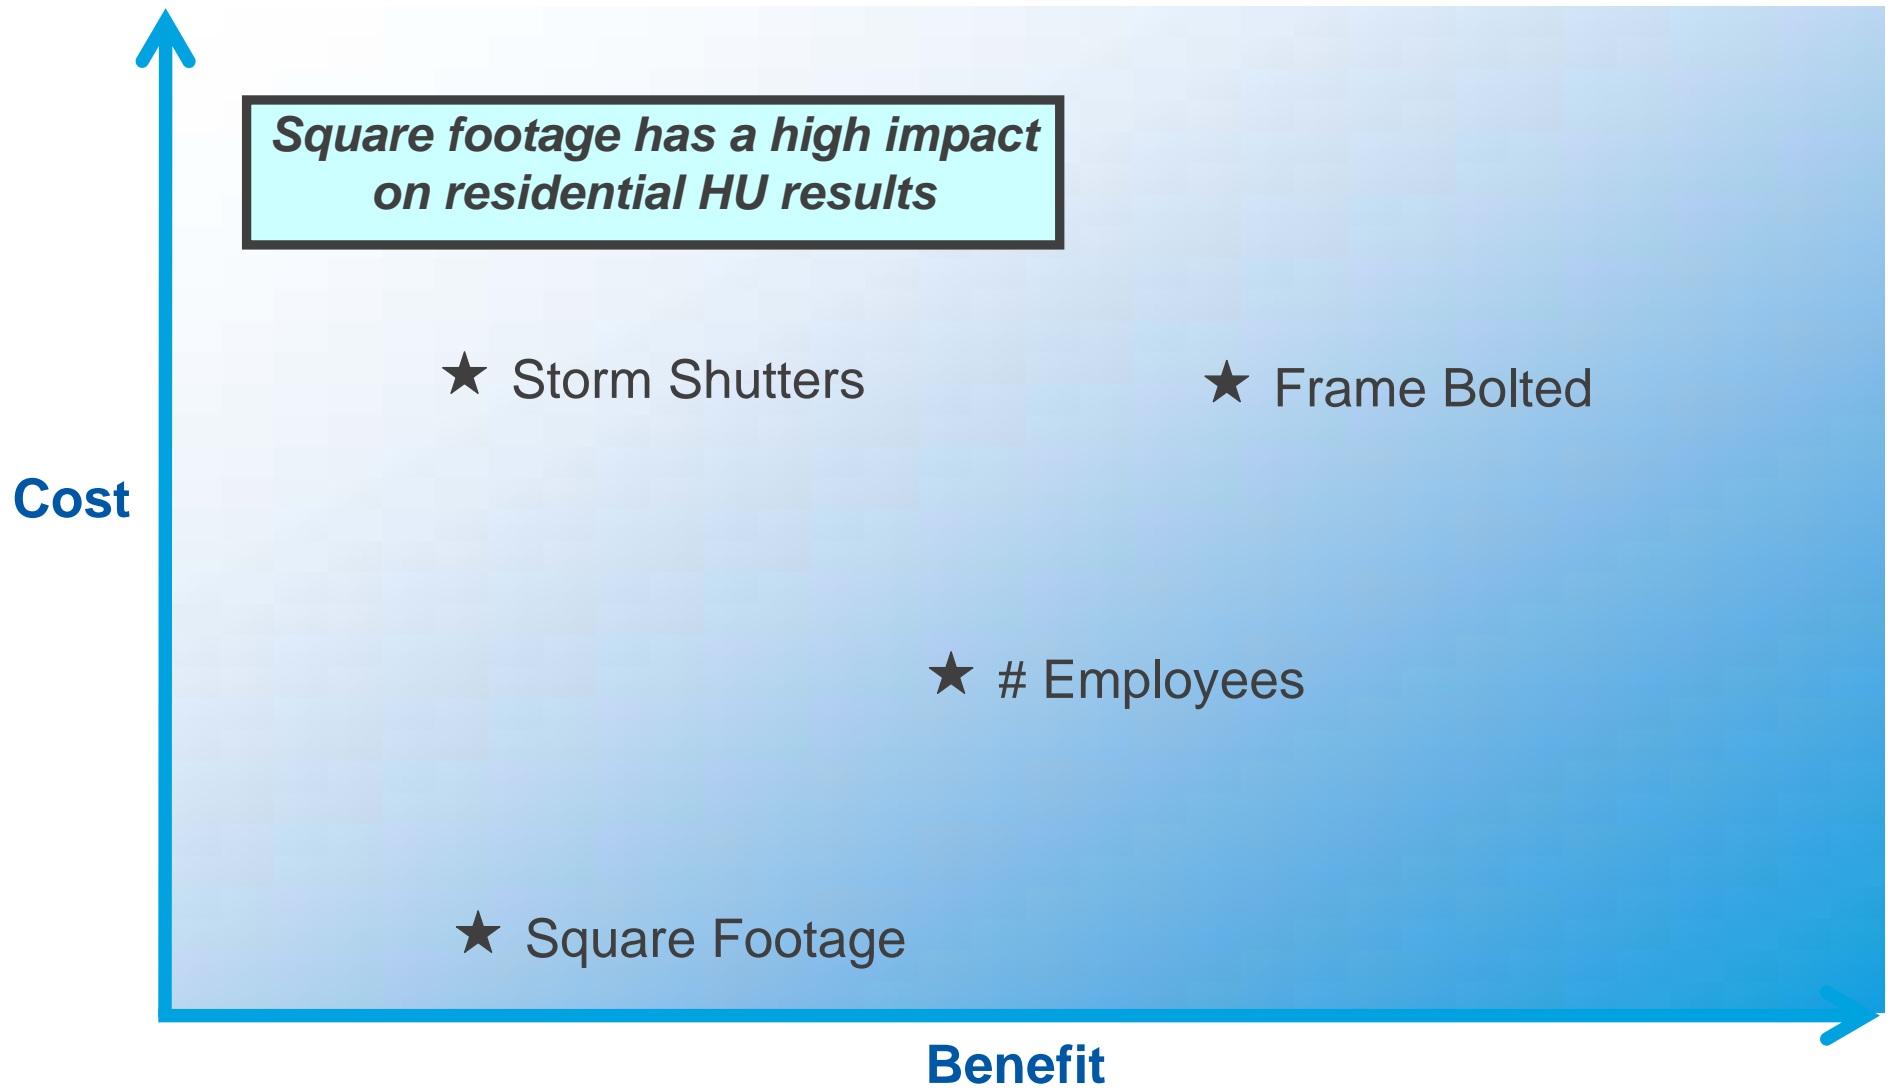 Square footage has a high impact
on residential HU results
★ Storm Shutters
★ Frame Bolted
Cost
★ # Employees
★ Square Footage
Benefit